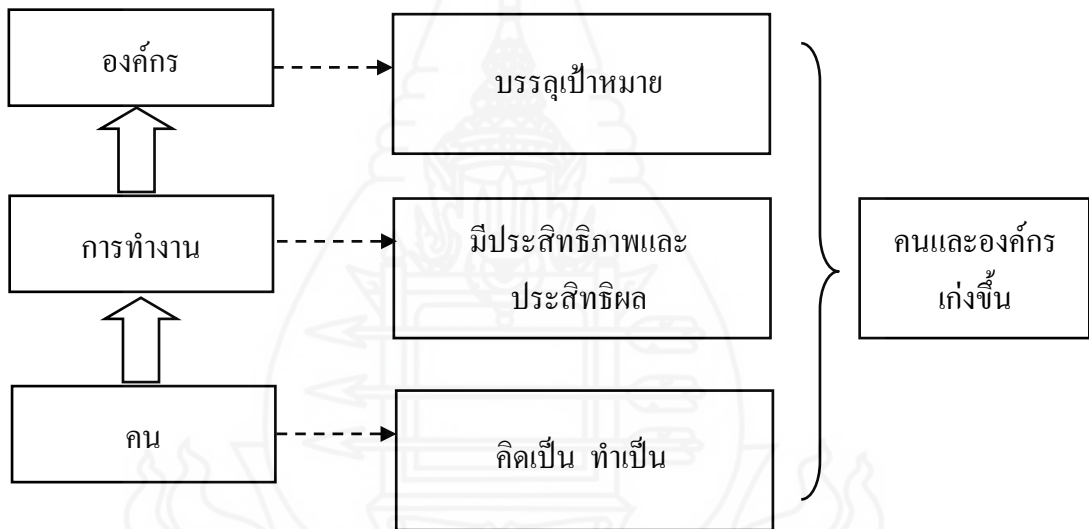 องค์กร
บรรลุเป้าหมาย
การทำงาน
มีประสิทธิภาพและ
ประสิทธิผล
คนและองค์กร
เก่งขึ้น
คน
คิดเป็น ทำเป็น